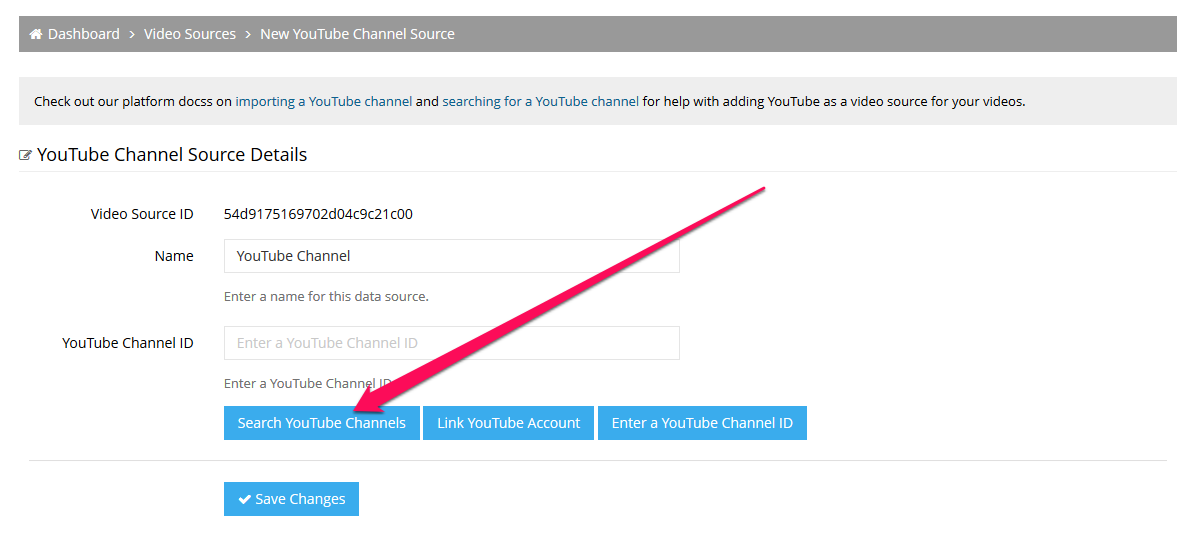 Dashboard > Video Sources > New YouTube Channel Source
Check out our platform docss on importing a YouTube channel and searching for a YouTube channel for help with adding YouTube as a video source for your videos.
YouTube Channel Source Details
Video Source ID 54d9175169702d04c9c21c00
Name YouTube Channel
Enter a name for this data source.
YouTube Channel ID Enter a YouTube Channel ID
Enter a YouTube Channel ID
Search YouTube Channels Link YouTube Account Enter a YouTube Channel ID
Save Changes